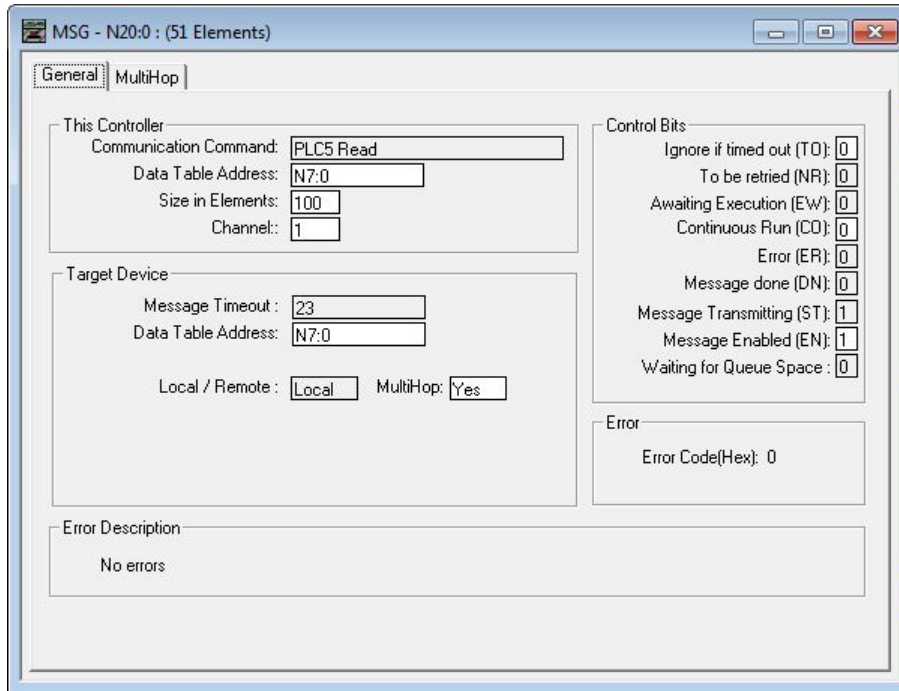 MSG - N20:0 : (51 Elements)
General MultiHop
This Controller
Communication Command: PLC5 Read
Data Table Address: N7:0
Size in Elements: 100
Channel:: 1
Target Device
Message Timeout : 23
Data Table Address: N7:0
Local / Remote : Local MultiHop: Yes
Control Bits
Ignore if timed out (TO): 0
To be retried (NR): 0
Awaiting Execution (EW): 0
Continuous Run (CO): 0
Error (ER): 0
Message done (DN): 0
Message Transmitting (ST): 1
Message Enabled (EN): 1
Waiting for Queue Space : 0
Error
Error Code(Hex): 0
Error Description
No errors